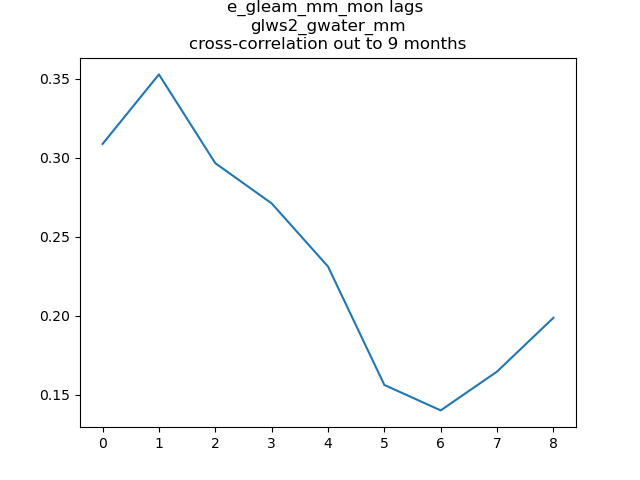 e_gleam_mm_mon lags
glws2_gwater_mm
cross-correlation out to 9 months
0.35
0.30
0.25
0.20
0.15
0 1 2 3 4 5 6 7 8